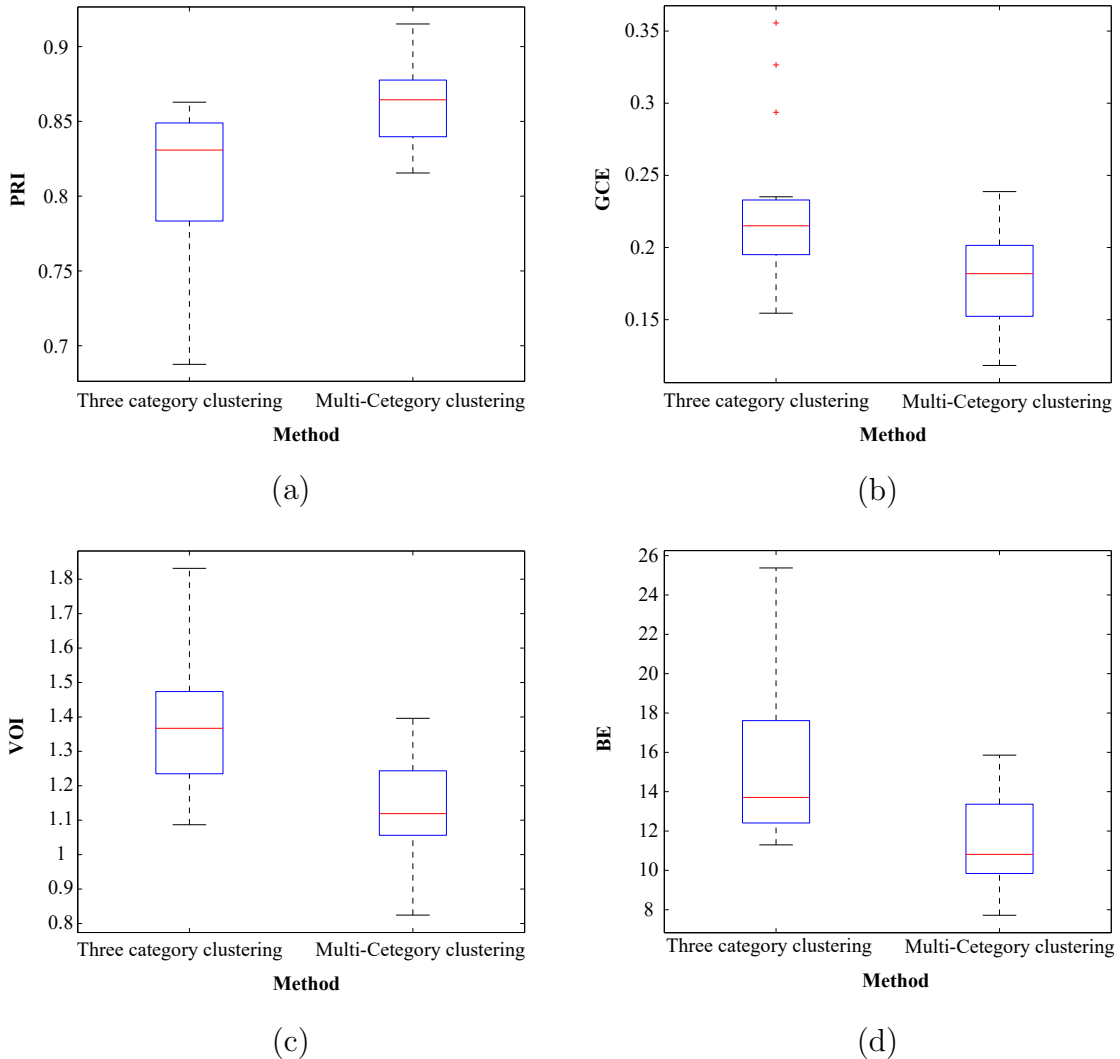 PRI
0.9
0.85
0.8
0.75
0.7
Three category clustering
Multi-Cetegory clustering
Method
(a)
GCE
0.35
0.3
0.25
0.2
0.15
Three category clustering
Multi-Cetegory clustering
Method
(b)
VOI
1.8
1.7
1.6
1.5
1.4
1.3
1.2
1.1
1
0.9
0.8
Three category clustering
Multi-Cetegory clustering
Method
(c)
BE
26
24
22
20
18
16
14
12
10
8
Three category clustering
Multi-Cetegory clustering
Method
(d)